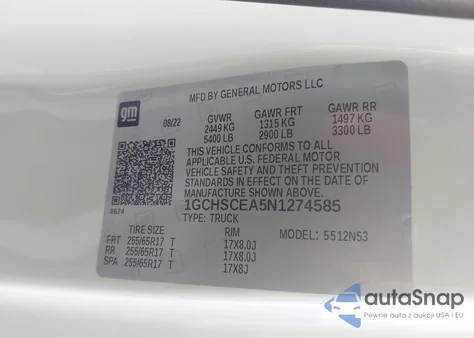 MFD BY GENERAL MOTORS LLC
gm
08/22
GVWR GAWR FRT GAWR RR
2449 KG 1315 KG 1497 KG
5400 LB 2900 LB 3300 LB
THIS VEHICLE CONFORMS TO ALL
APPLICABLE U.S. FEDERAL MOTOR
VEHICLE SAFETY AND THEFT PREVENTION
STANDARDS IN EFFECT ON THE DATE OF
MANUFACTURE SHOWN ABOVE.
1GCHSCEA5N1274585
TYPE: TRUCK
TIRE SIZE RIM MODEL: 5512N53
FRT 255/65R17 T 17X8.0J
RR 255/65R17 T 17X8.0J
SPA 255/65R17 T 17X8J
autoSnap
Pewne auta z aukcji USA i EU